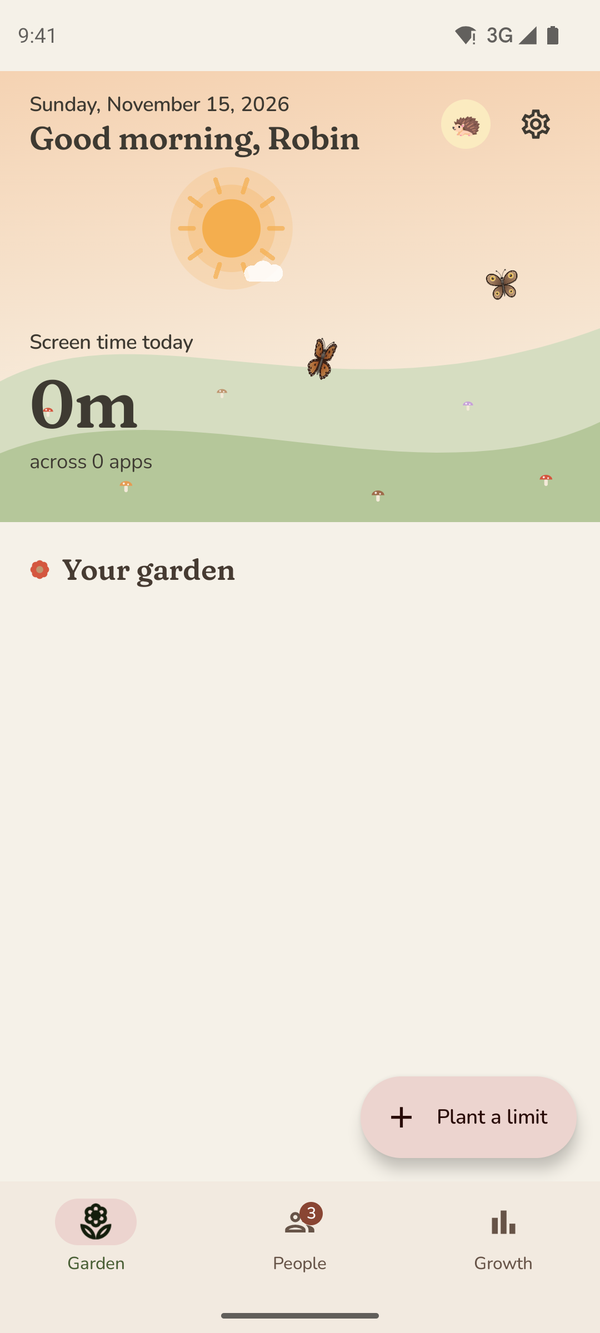 9:41
3G
Sunday, November 15, 2026
Good morning, Robin
Screen time today
0m
across 0 apps
Your garden
Plant a limit
3
Garden
People
Growth